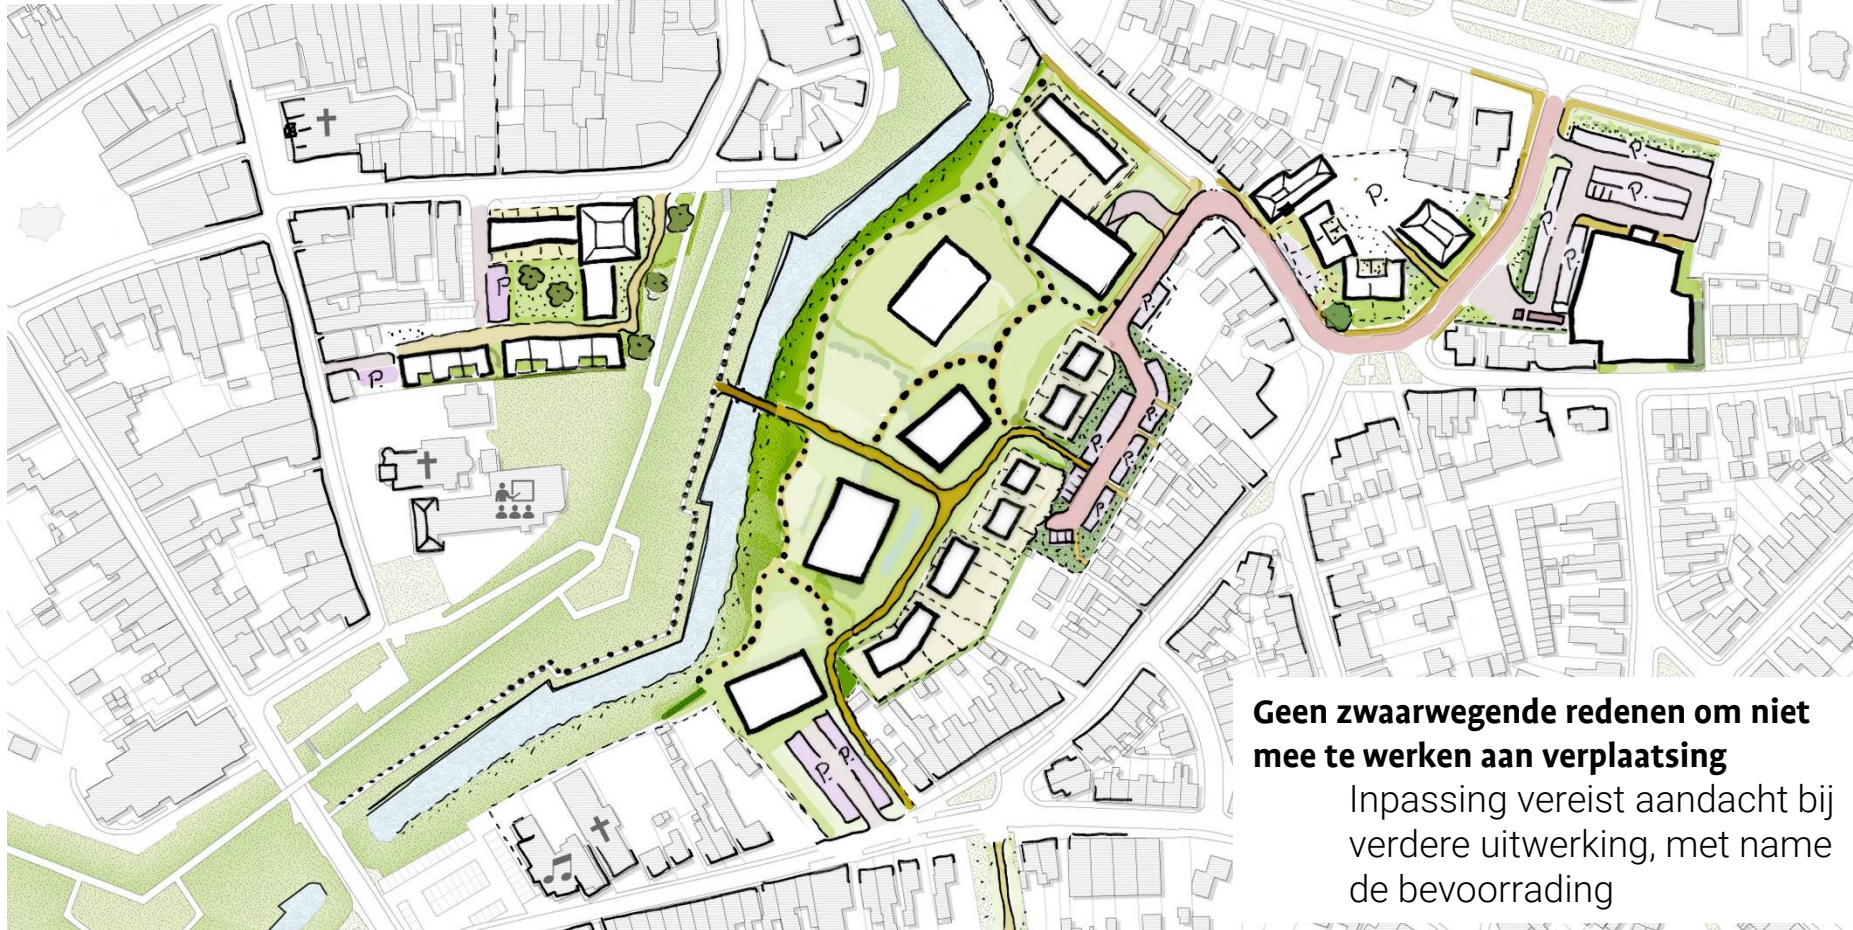 P.
P.
P.
P.
P.
P.
P.
P.
P.
P.
P.
P.
P.
P.
Geen zwaarwegende redenen om niet
mee te werken aan verplaatsing
Inpassing vereist aandacht bij
verdere uitwerking, met name
de bevoorrading